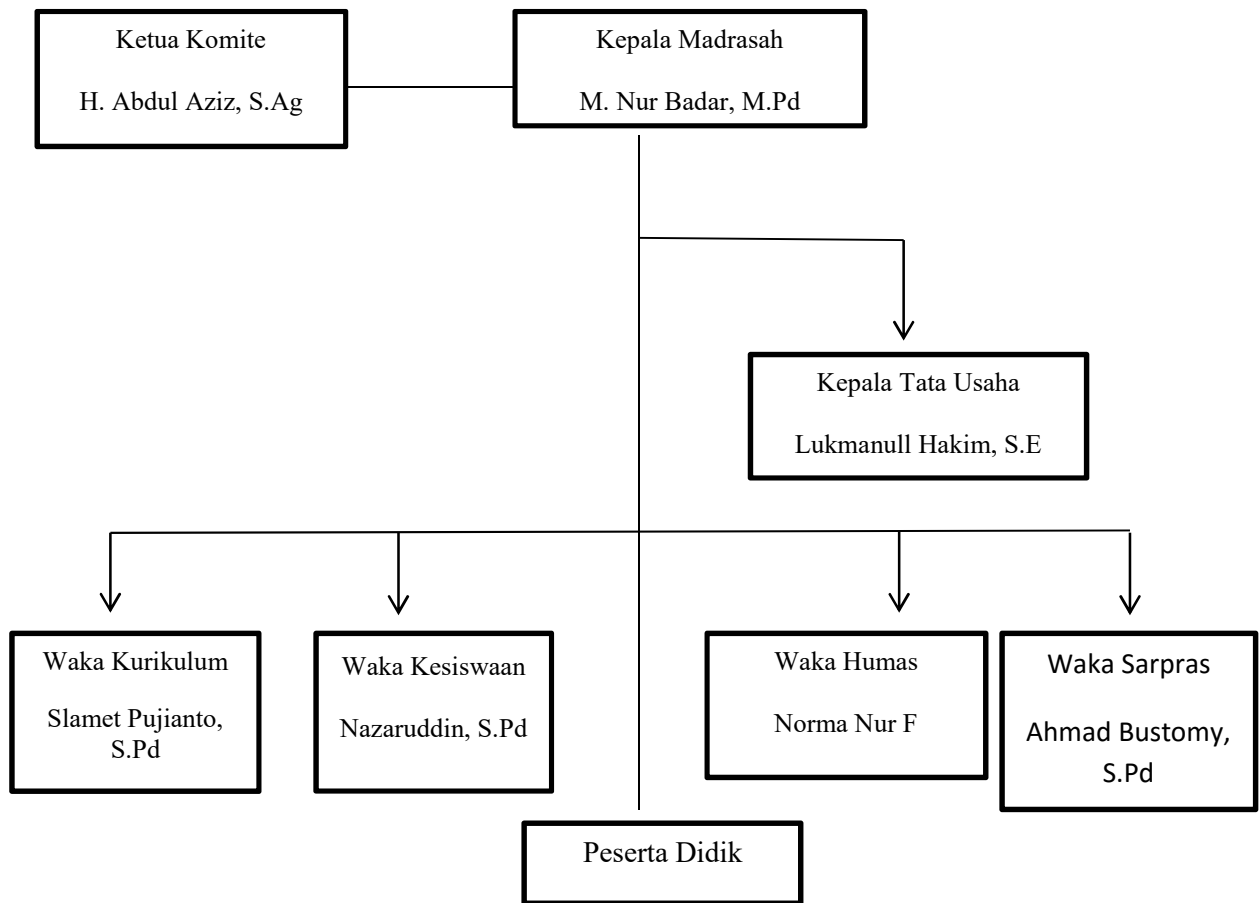 Ketua Komite
H. Abdul Aziz, S.Ag
Kepala Madrasah
M. Nur Badar, M.Pd
Kepala Tata Usaha
Lukmanull Hakim, S.E
Waka Kurikulum
Slamet Pujianto,
S.Pd
Waka Kesiswaan
Nazaruddin, S.Pd
Waka Humas
Norma Nur F
Waka Sarpras
Ahmad Bustomy,
S.Pd
Peserta Didik